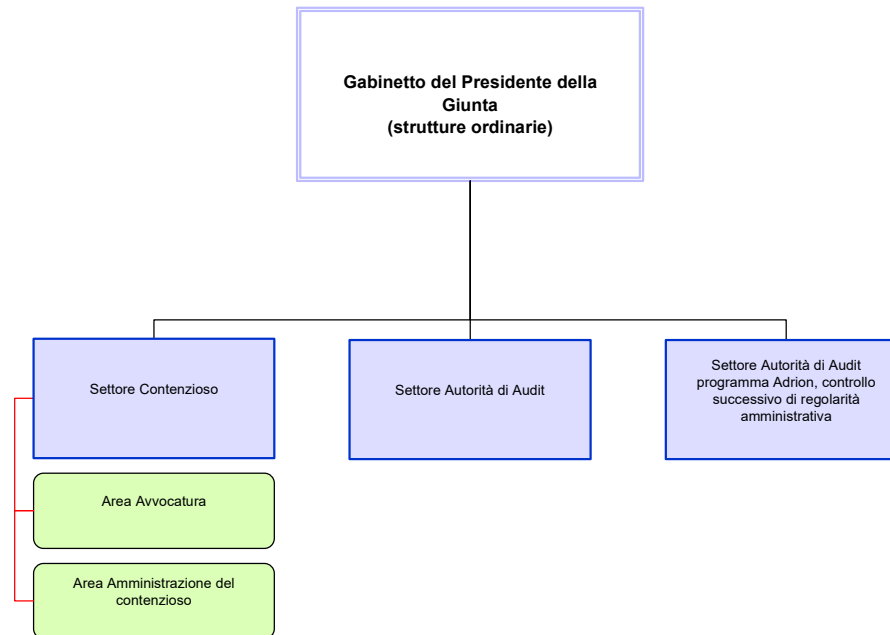 Gabinetto del Presidente della
Giunta
(strutture ordinarie)
Settore Contenzioso
Settore Autorità di Audit
Settore Autorità di Audit
programma Adrion, controllo
successivo di regolarità
amministrativa
Area Avvocatura
Area Amministrazione del
contenzioso